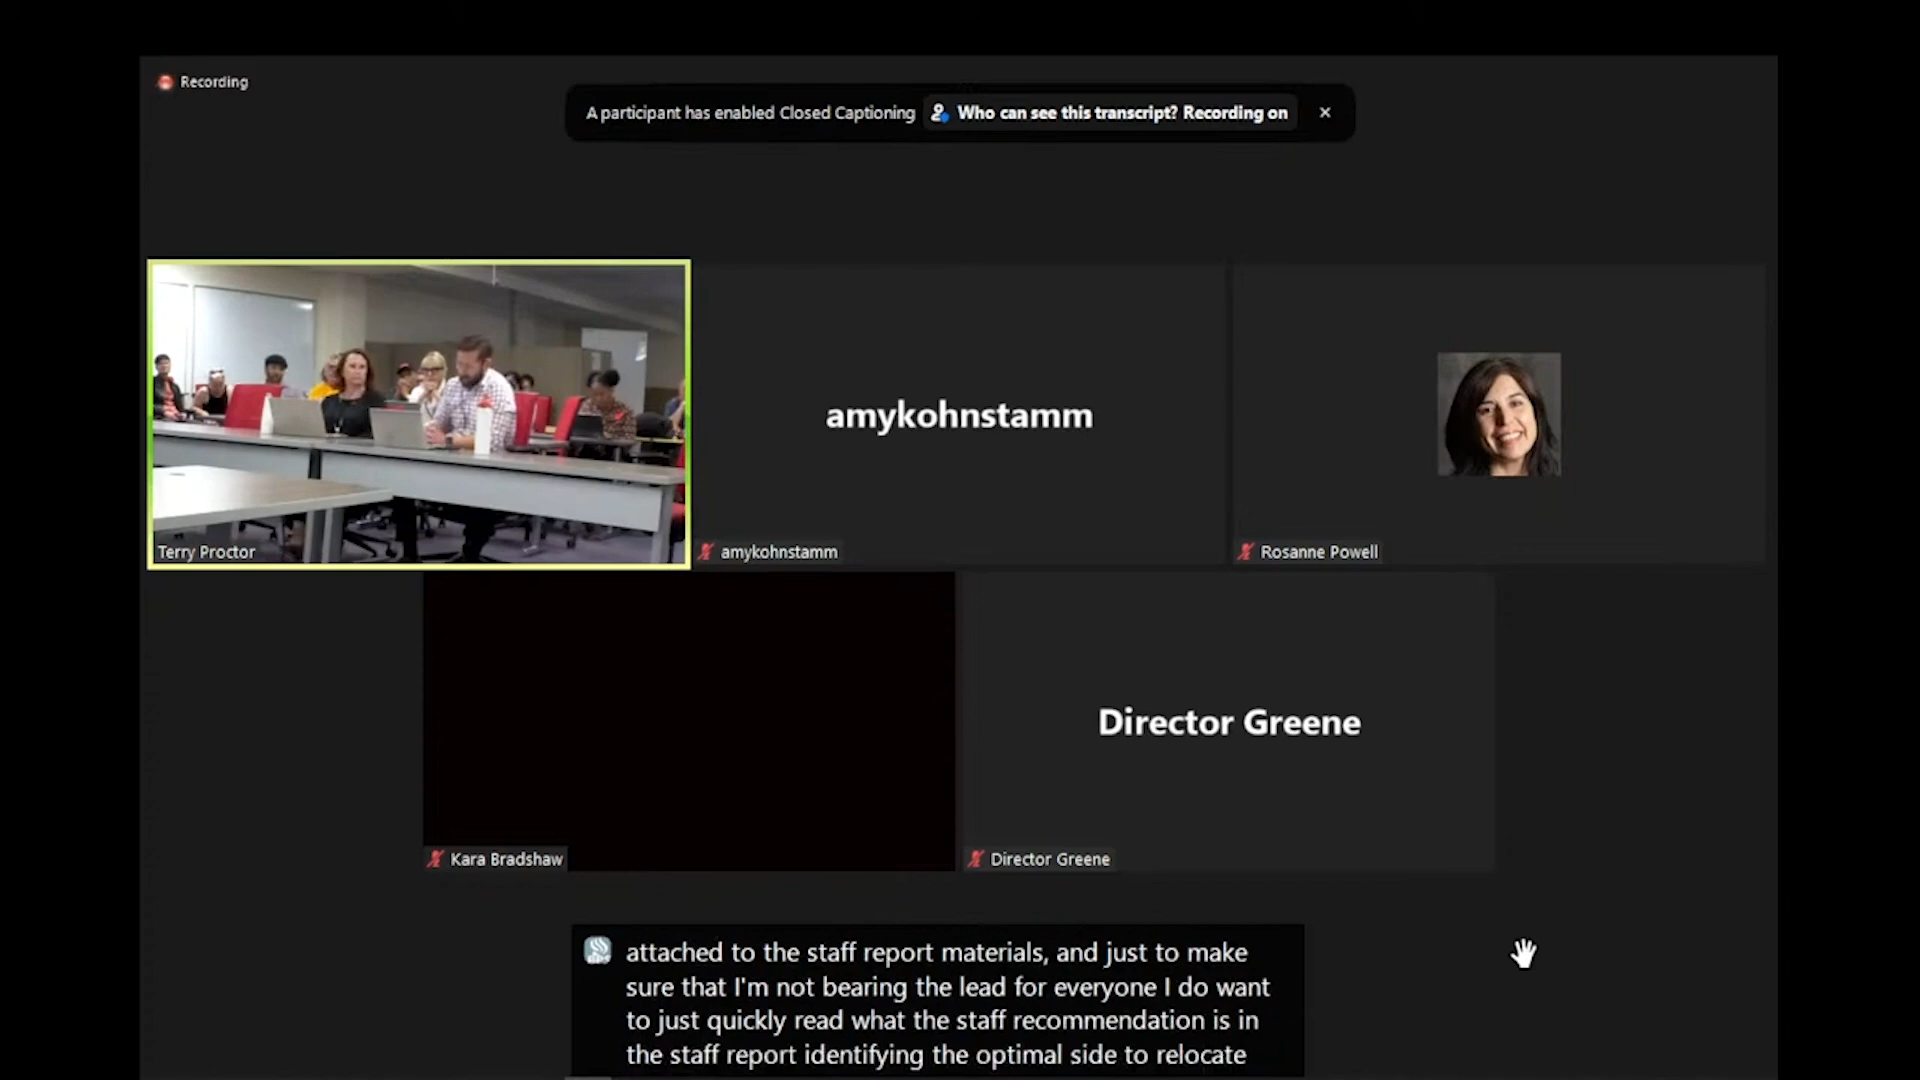 Recording
A participant has enabled Closed Captioning Who can see this transcript? Recording on
amykohnstamm
Terry Proctor
amykohnstamm
Rosanne Powell
Director Greene
Kara Bradshaw
Director Greene
attached to the staff report materials, and just to make
sure that I'm not bearing the lead for everyone I do want
to just quickly read what the staff recommendation is in
the staff report identifying the optimal side to relocate